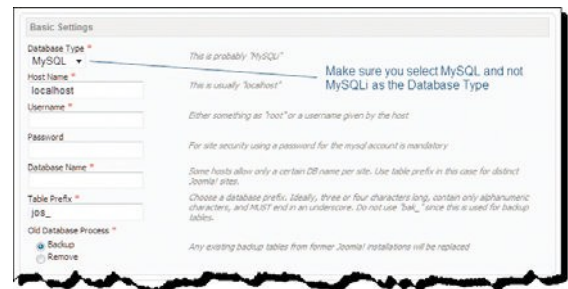 Basic Settings
Database Type *
MySQL
This is probably "MySQLi"
Make sure you select MySQL and not
MySQLi as the Database Type
Host Name *
localhost
This is usually "localhost"
Username *
Either something as "root" or a username given by the host
Password
For site security using a password for the mysql account is mandatory
Database Name *
Some hosts allow only a certain DB name per site. Use table prefix in this case for distinct
Joomla! sites.
Table Prefix *
jos_
Choose a database prefix. Ideally, three or four characters long, contain only alphanumeric
characters, and MUST end in an underscore. Do not use 'bak_' since this is used for backup
tables.
Old Database Process *
Backup
Remove
Any existing backup tables from former Joomla! installations will be replaced